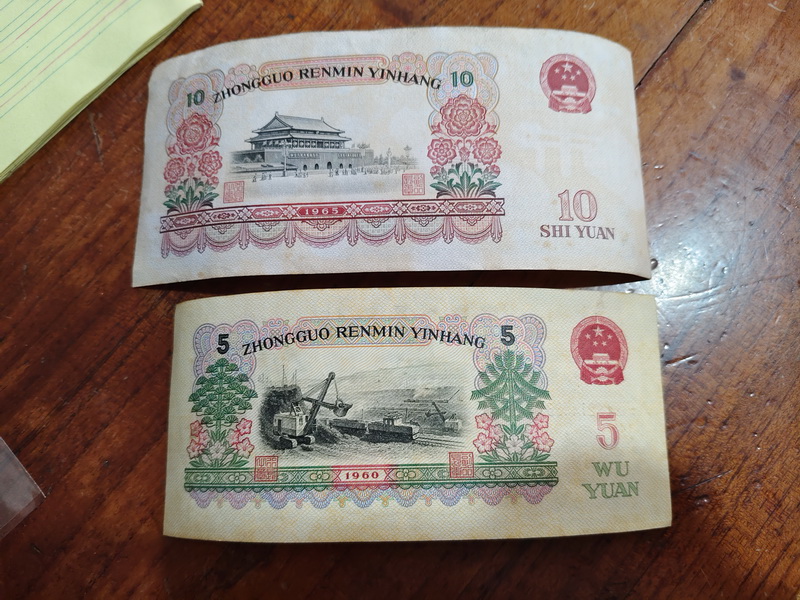 10 ZHONGGUO RENMIN YINHANG 10
1965
10
SHI YUAN
5 ZHONGGUO RENMIN YINHANG 5
1960
5
WU
YUAN